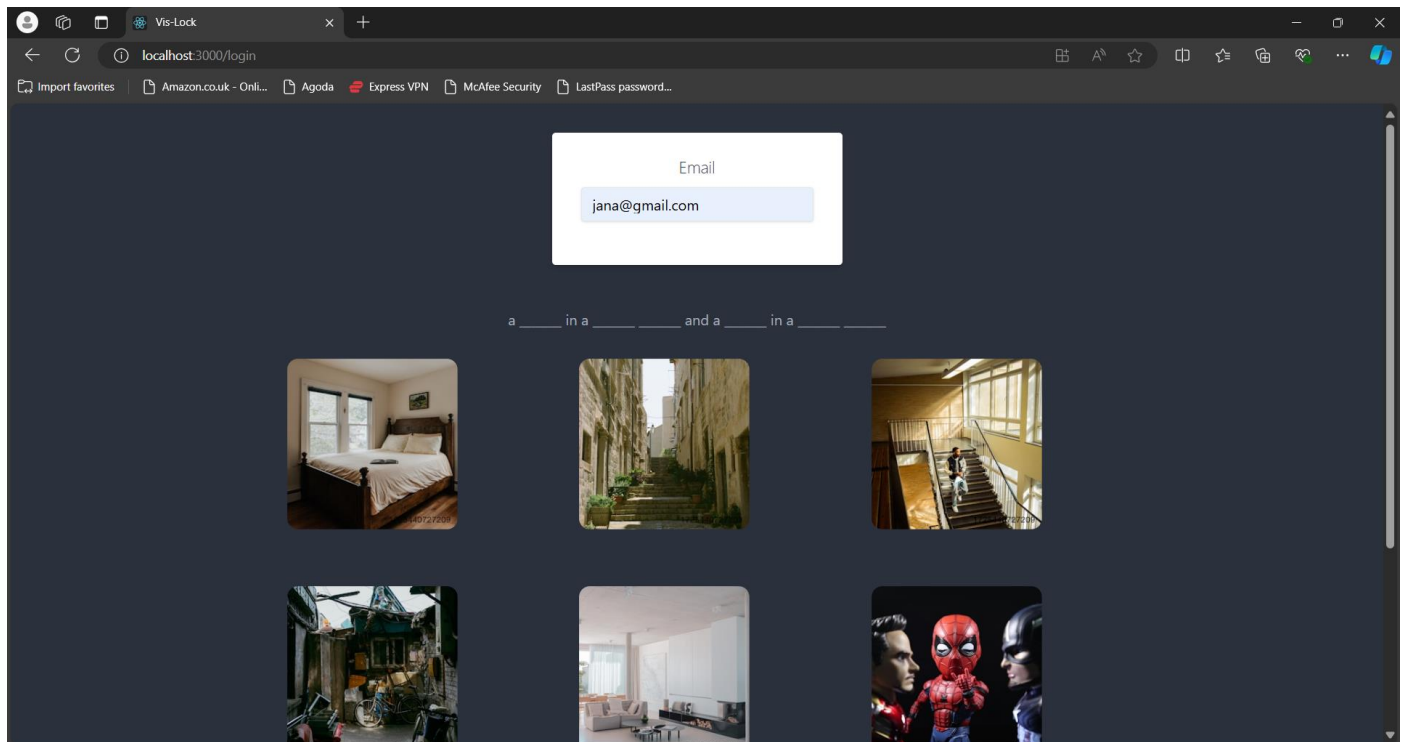 Vis-Lock
localhost:3000/login
Import favorites Amazon.co.uk - Onli... Agoda Express VPN McAfee Security LastPass password...
Email
jana@gmail.com
a ______ in a ______ ______ and a ______ in a ______ ______